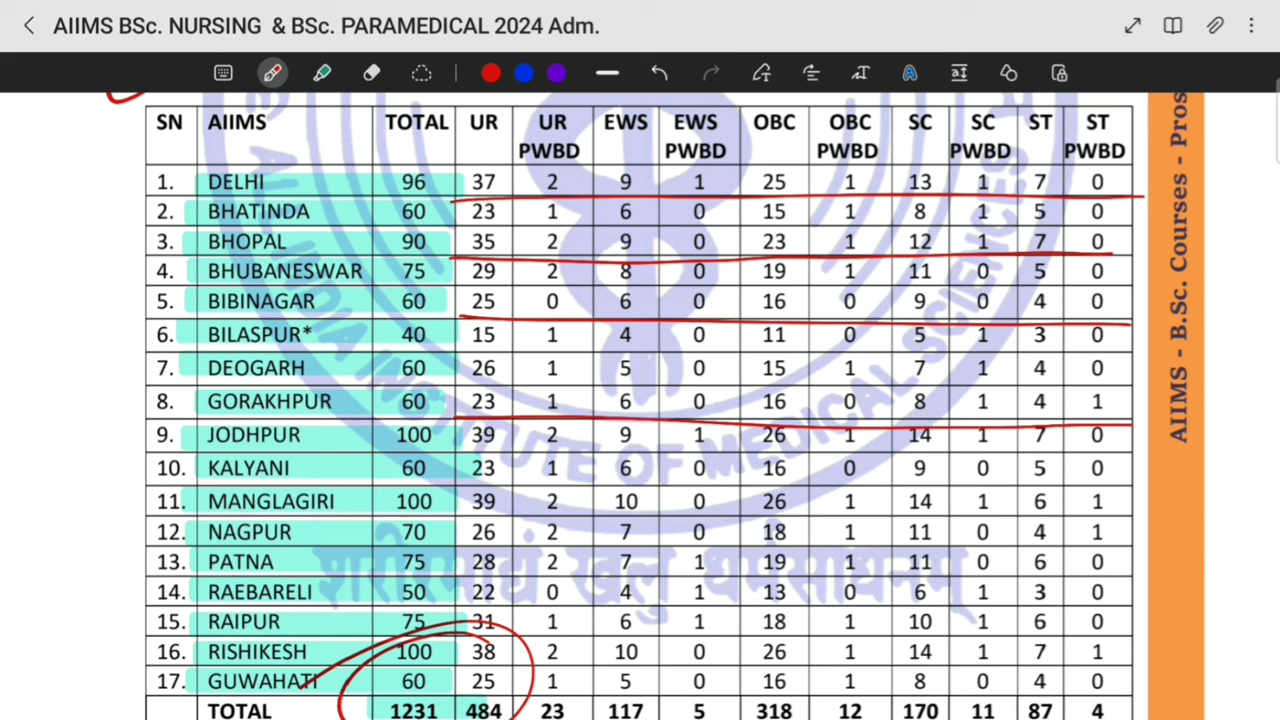 AIIMS BSc. NURSING & BSc. PARAMEDICAL 2024 Adm.
SN AIIMS TOTAL UR UR PWBD EWS EWS PWBD OBC OBC PWBD SC SC PWBD ST ST PWBD
1. DELHI 96 37 2 9 1 25 1 13 1 7 0
2. BHATINDA 60 23 1 6 0 15 1 8 1 5 0
3. BHOPAL 90 35 2 9 0 23 1 12 1 7 0
4. BHUBANESWAR 75 29 2 8 0 19 1 11 0 5 0
5. BIBINAGAR 60 25 0 6 0 16 0 9 0 4 0
6. BILASPUR* 40 15 1 4 0 11 0 5 1 3 0
7. DEOGARH 60 26 1 5 0 15 1 7 1 4 0
8. GORAKHPUR 60 23 1 6 0 16 0 8 1 4 1
9. JODHPUR 100 39 2 9 1 26 1 14 1 7 0
10. KALYANI 60 23 1 6 0 16 0 9 0 5 0
11. MANGLAGIRI 100 39 2 10 0 26 1 14 1 6 1
12. NAGPUR 70 26 2 7 0 18 1 11 0 4 1
13. PATNA 75 28 2 7 1 19 1 11 0 6 0
14. RAEBARELI 50 22 0 4 1 13 0 6 1 3 0
15. RAIPUR 75 31 1 6 1 18 1 10 1 6 0
16. RISHIKESH 100 38 2 10 0 26 1 14 1 7 1
17. GUWAHATI 60 25 1 5 0 16 1 8 0 4 0
TOTAL 1231 484 23 117 5 318 12 170 11 87 4
AIIMS - B.Sc. Courses - Pros
ALL INDIA INSTITUTE OF MEDICAL SCIENCES
शरीरमाद्यं खलु धर्मसाधनम्